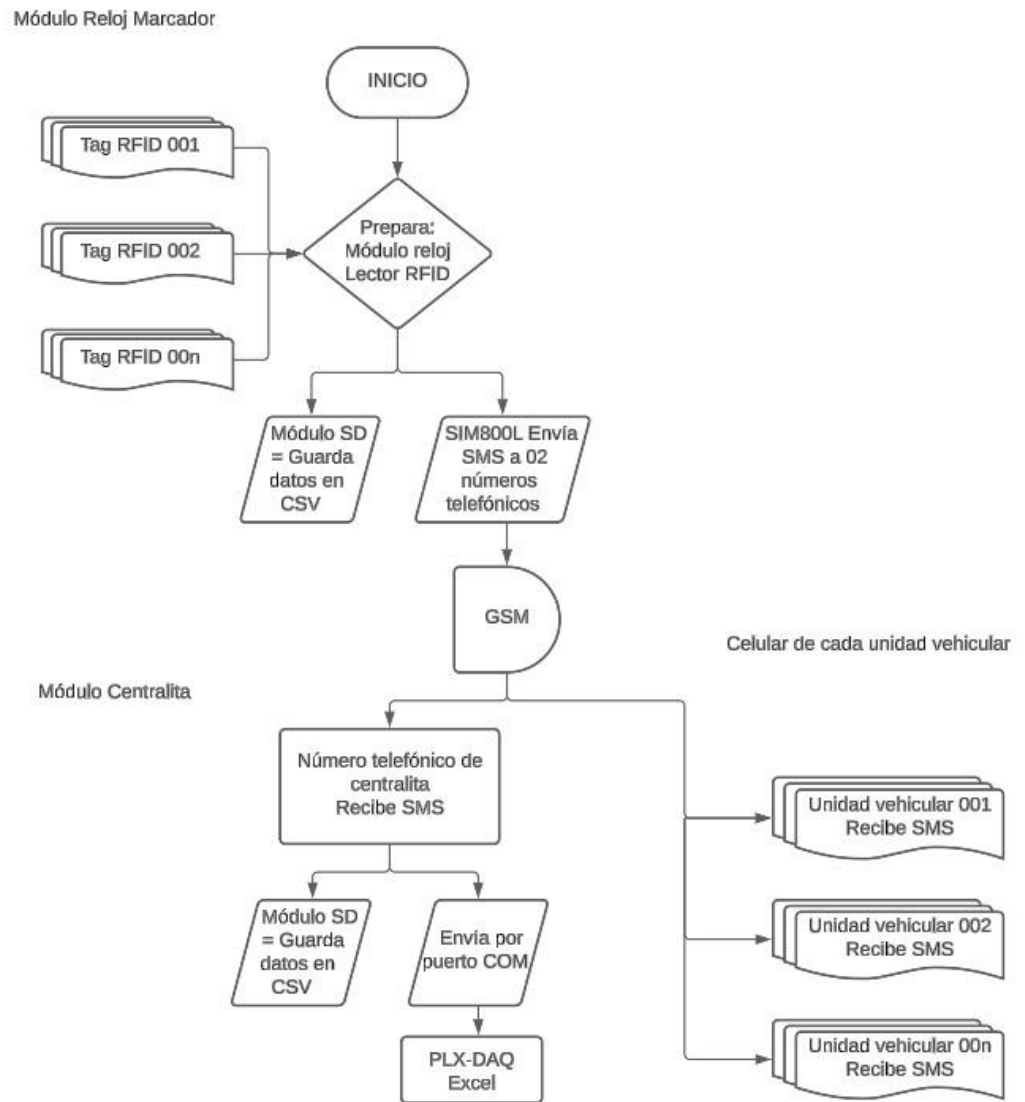 Módulo Reloj Marcador
INICIO
Tag RFID 001
Tag RFID 002
Tag RFID 00n
Prepara:
Módulo reloj
Lector RFID
Módulo SD
= Guarda
datos en
CSV
SIM800L Envía
SMS a 02
números
telefónicos
GSM
Celular de cada unidad vehicular
Módulo Centralita
Número telefónico de
centralita
Recibe SMS
Módulo SD
= Guarda
datos en
CSV
Envía por
puerto COM
PLX-DAQ
Excel
Unidad vehicular 001
Recibe SMS
Unidad vehicular 002
Recibe SMS
Unidad vehicular 00n
Recibe SMS